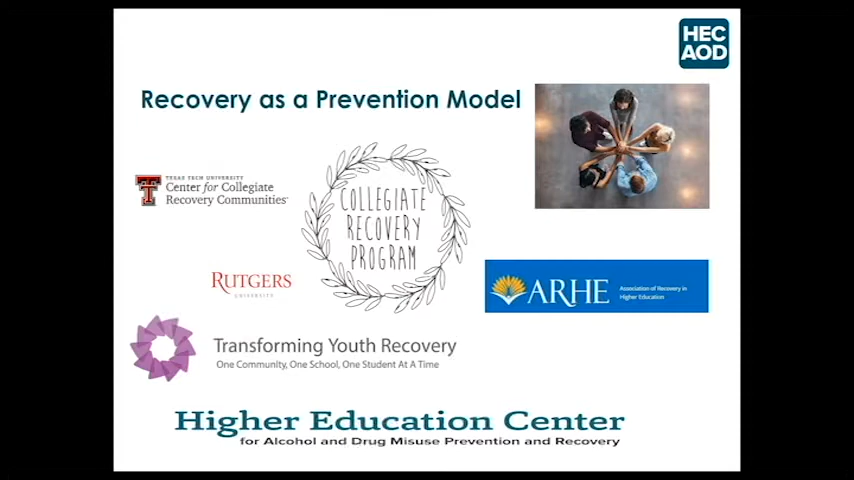 HEC
AOD
Recovery as a Prevention Model
TEXAS TECH UNIVERSITY
Center for Collegiate
Recovery Communities
COLLEGIATE
RECOVERY
PROGRAM
RUTGERS
UNIVERSITY
ARHE
Association of Recovery in
Higher Education
Transforming Youth Recovery
One Community, One School, One Student At A Time
Higher Education Center
for Alcohol and Drug Misuse Prevention and Recovery